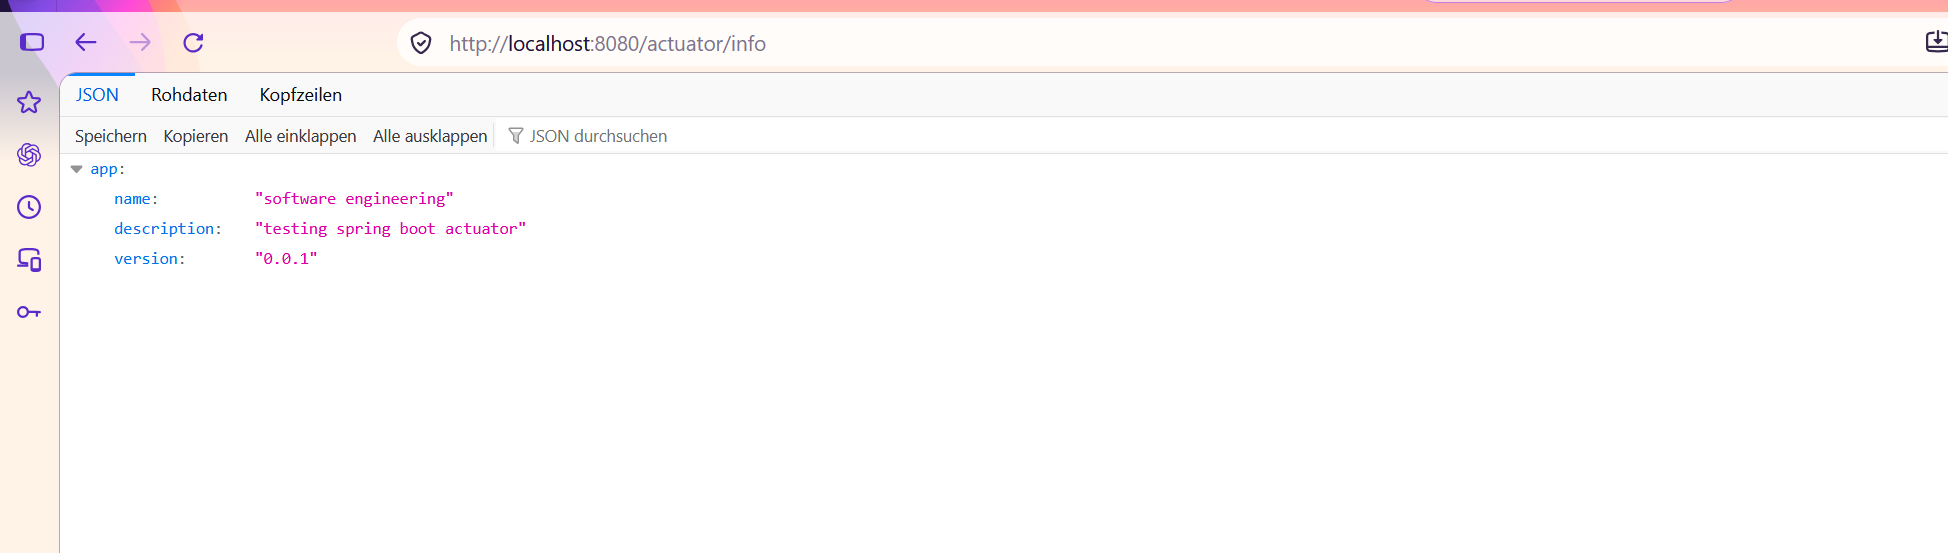 http://localhost:8080/actuator/info
JSON Rohdaten Kopfzeilen
Speichern Kopieren Alle einklappen Alle ausklappen JSON durchsuchen
app:
name: "software engineering"
description: "testing spring boot actuator"
version: "0.0.1"